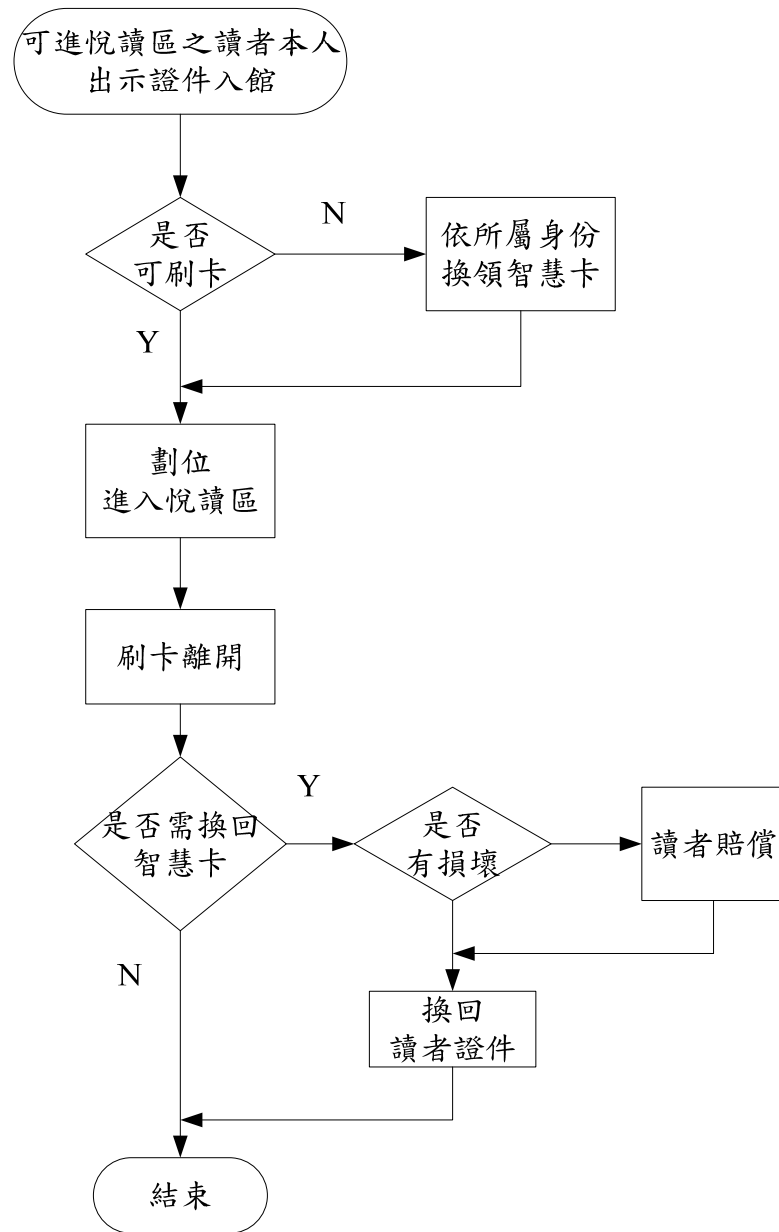 可進悅讀區之讀者本人
出示證件入館
是否
可刷卡
N
依所屬身份
換領智慧卡
Y
劃位
進入悅讀區
刷卡離開
是否需換回
智慧卡
Y
是否
有損壞
讀者賠償
N
換回
讀者證件
結束